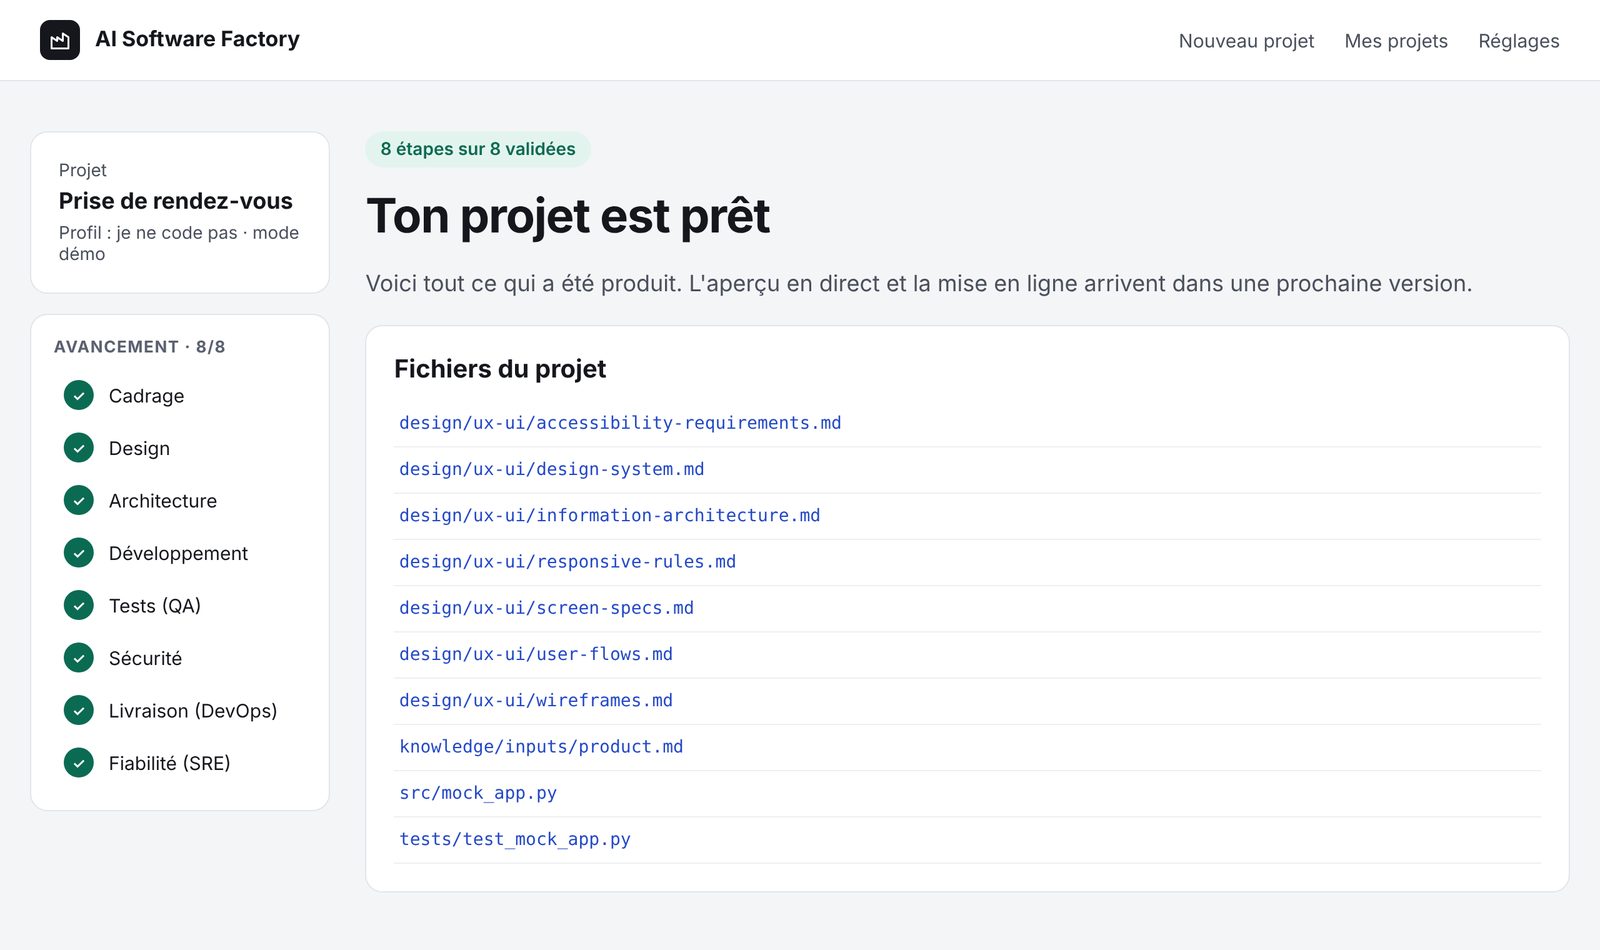 AI Software Factory
Nouveau projet
Mes projets
Réglages
Projet
Prise de rendez-vous
Profil : je ne code pas · mode
démo
AVANCEMENT · 8/8
Cadrage
Design
Architecture
Développement
Tests (QA)
Sécurité
Livraison (DevOps)
Fiabilité (SRE)
8 étapes sur 8 validées
Ton projet est prêt
Voici tout ce qui a été produit. L'aperçu en direct et la mise en ligne arrivent dans une prochaine version.
Fichiers du projet
design/ux-ui/accessibility-requirements.md
design/ux-ui/design-system.md
design/ux-ui/information-architecture.md
design/ux-ui/responsive-rules.md
design/ux-ui/screen-specs.md
design/ux-ui/user-flows.md
design/ux-ui/wireframes.md
knowledge/inputs/product.md
src/mock_app.py
tests/test_mock_app.py